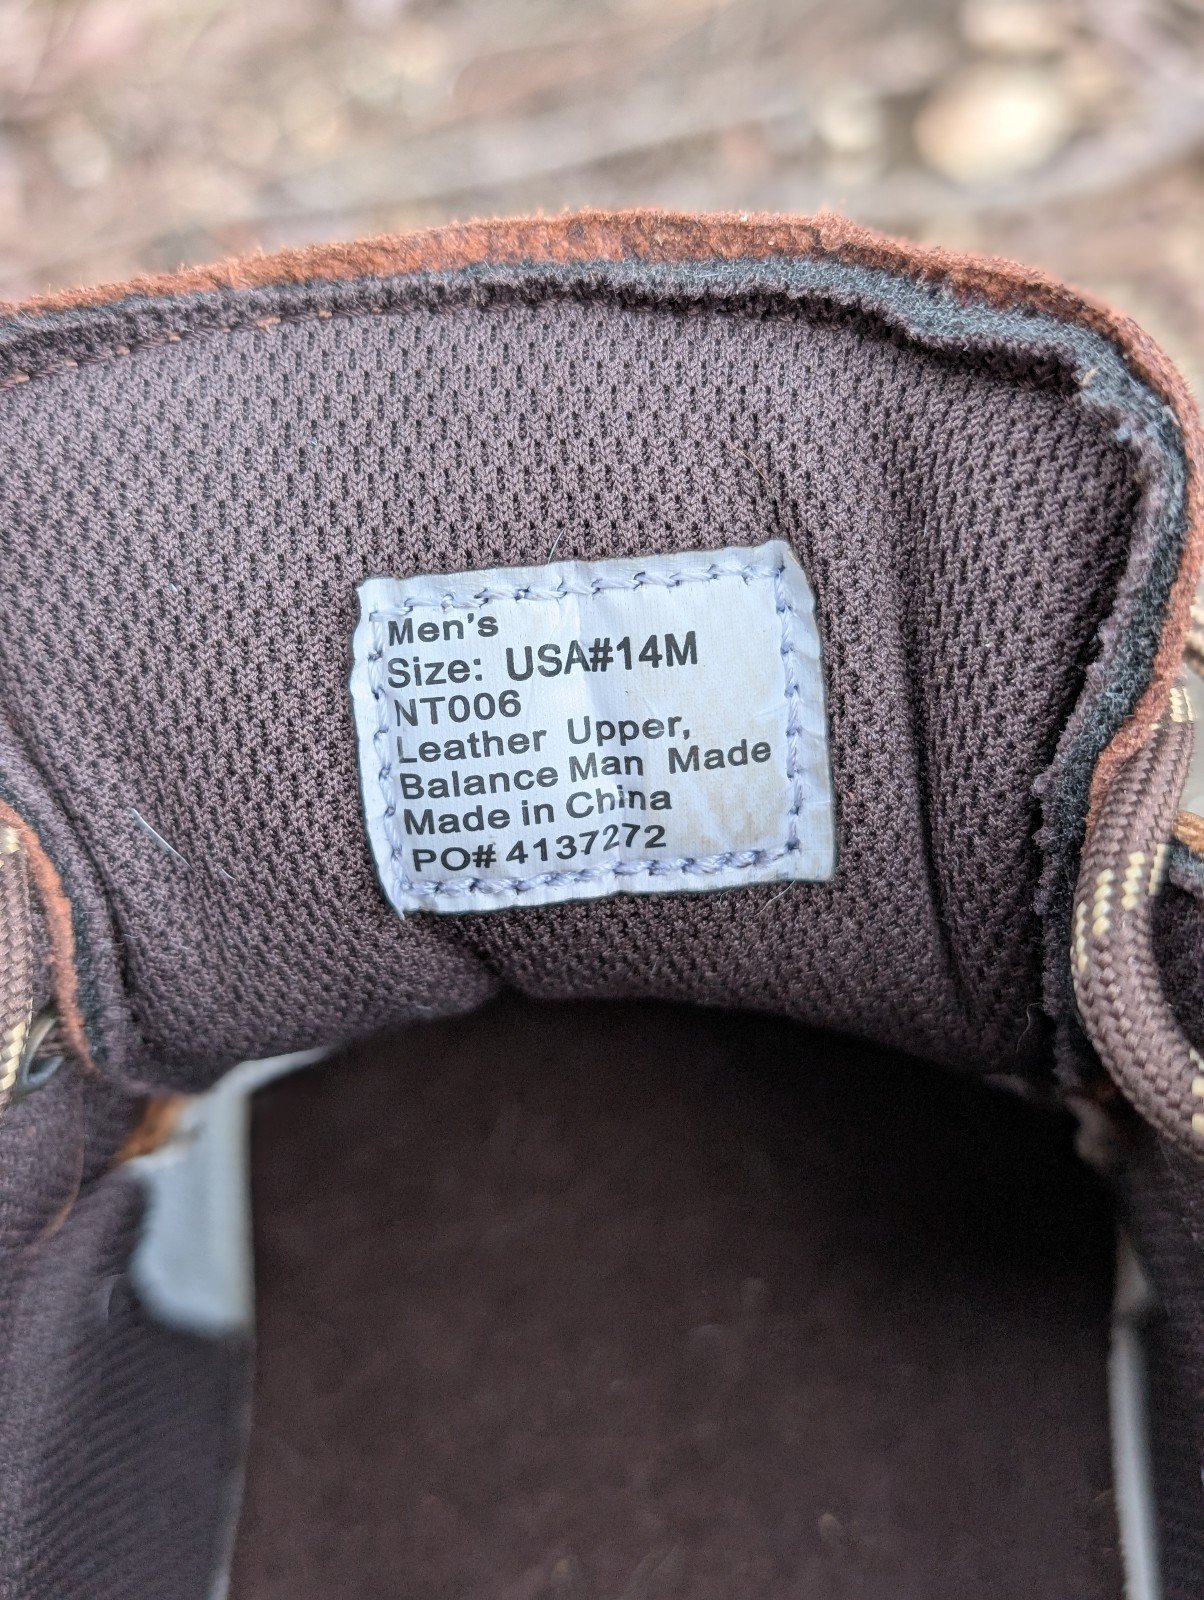 Men's
Size: USA#14M
NT006
Leather Upper,
Balance Man Made
Made in China
PO# 4137272